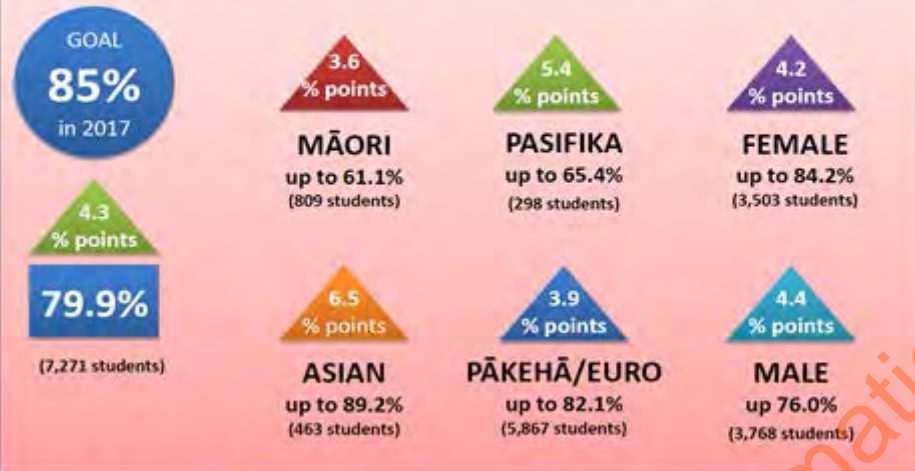 GOAL
85%
in 2017
4.3
% points
79.9%
(7,271 students)
3.6
% points
MĀORI
up to 61.1%
(809 students)
5.4
% points
PASIFIKA
up to 65.4%
(298 students)
4.2
% points
FEMALE
up to 84.2%
(3,503 students)
6.5
% points
ASIAN
up to 89.2%
(463 students)
3.9
% points
PĀKEHĀ/EURO
up to 82.1%
(5,867 students)
4.4
% points
MALE
up 76.0%
(3,768 students)